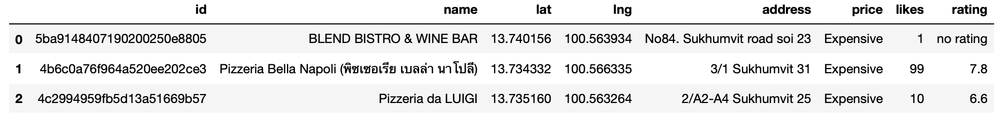 id name lat lng address price likes rating
0 5ba9148407190200250e8805 BLEND BISTRO & WINE BAR 13.740156 100.563934 No84. Sukhumvit road soi 23 Expensive 1 no rating
1 4b6c0a76f964a520ee202ce3 Pizzeria Bella Napoli (พิซเซอเรีย เบลล่า นาโปลี) 13.734332 100.566335 3/1 Sukhumvit 31 Expensive 99 7.8
2 4c2994959fb5d13a51669b57 Pizzeria da LUIGI 13.735160 100.563264 2/A2-A4 Sukhumvit 25 Expensive 10 6.6